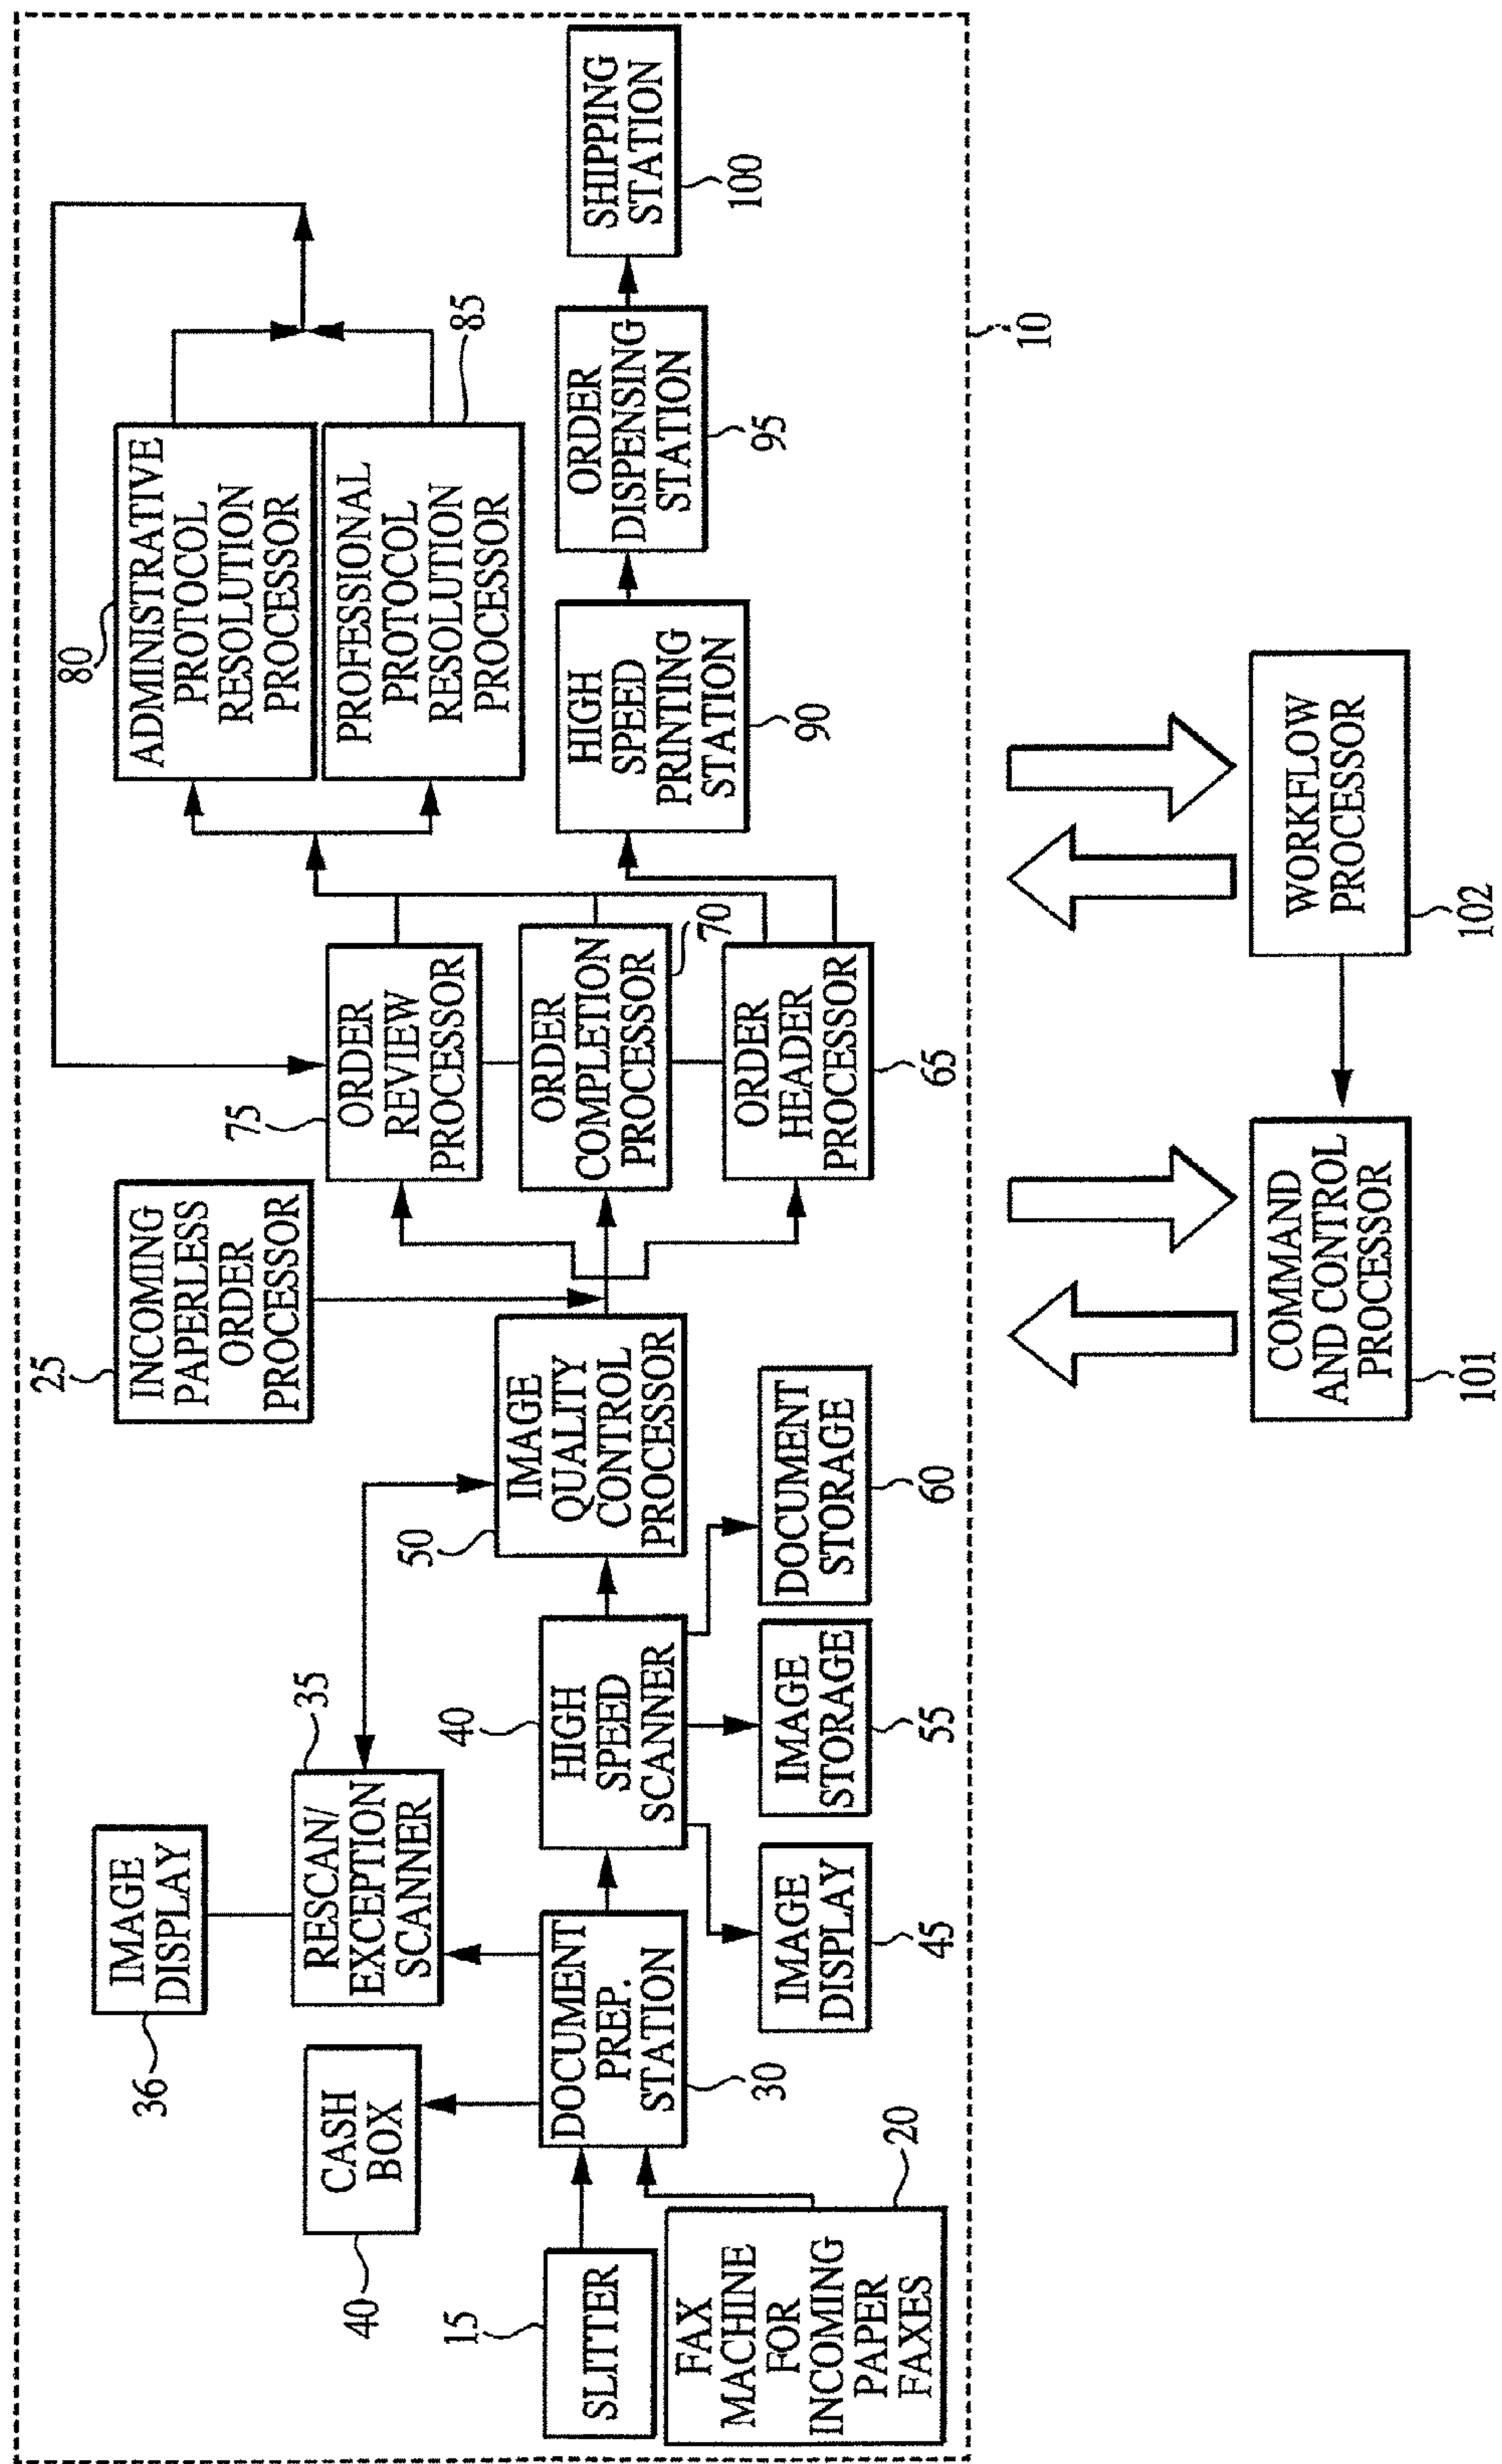 IMAGE
DISPLAY
36
CASH
BOX
40
RESCAN/
EXCEPTION
SCANNER
35
SLITTER
15
FAX
MACHINE
FOR
INCOMING
PAPER
FAXES
20
DOCUMENT
PREP.
STATION
30
HIGH
SPEED
SCANNER
40
IMAGE
DISPLAY
45
IMAGE
STORAGE
55
DOCUMENT
STORAGE
60
IMAGE
QUALITY
CONTROL
PROCESSOR
50
INCOMING
PAPERLESS
ORDER
PROCESSOR
25
ORDER
REVIEW
PROCESSOR
75
ORDER
COMPLETION
PROCESSOR
70
ORDER
HEADER
PROCESSOR
65
ADMINISTRATIVE
PROTOCOL
RESOLUTION
PROCESSOR
80
PROFESSIONAL
PROTOCOL
RESOLUTION
PROCESSOR
85
HIGH
SPEED
PRINTING
STATION
90
ORDER
DISPENSING
STATION
95
SHIPPING
STATION
100
10
COMMAND
AND CONTROL
PROCESSOR
101
WORKFLOW
PROCESSOR
102